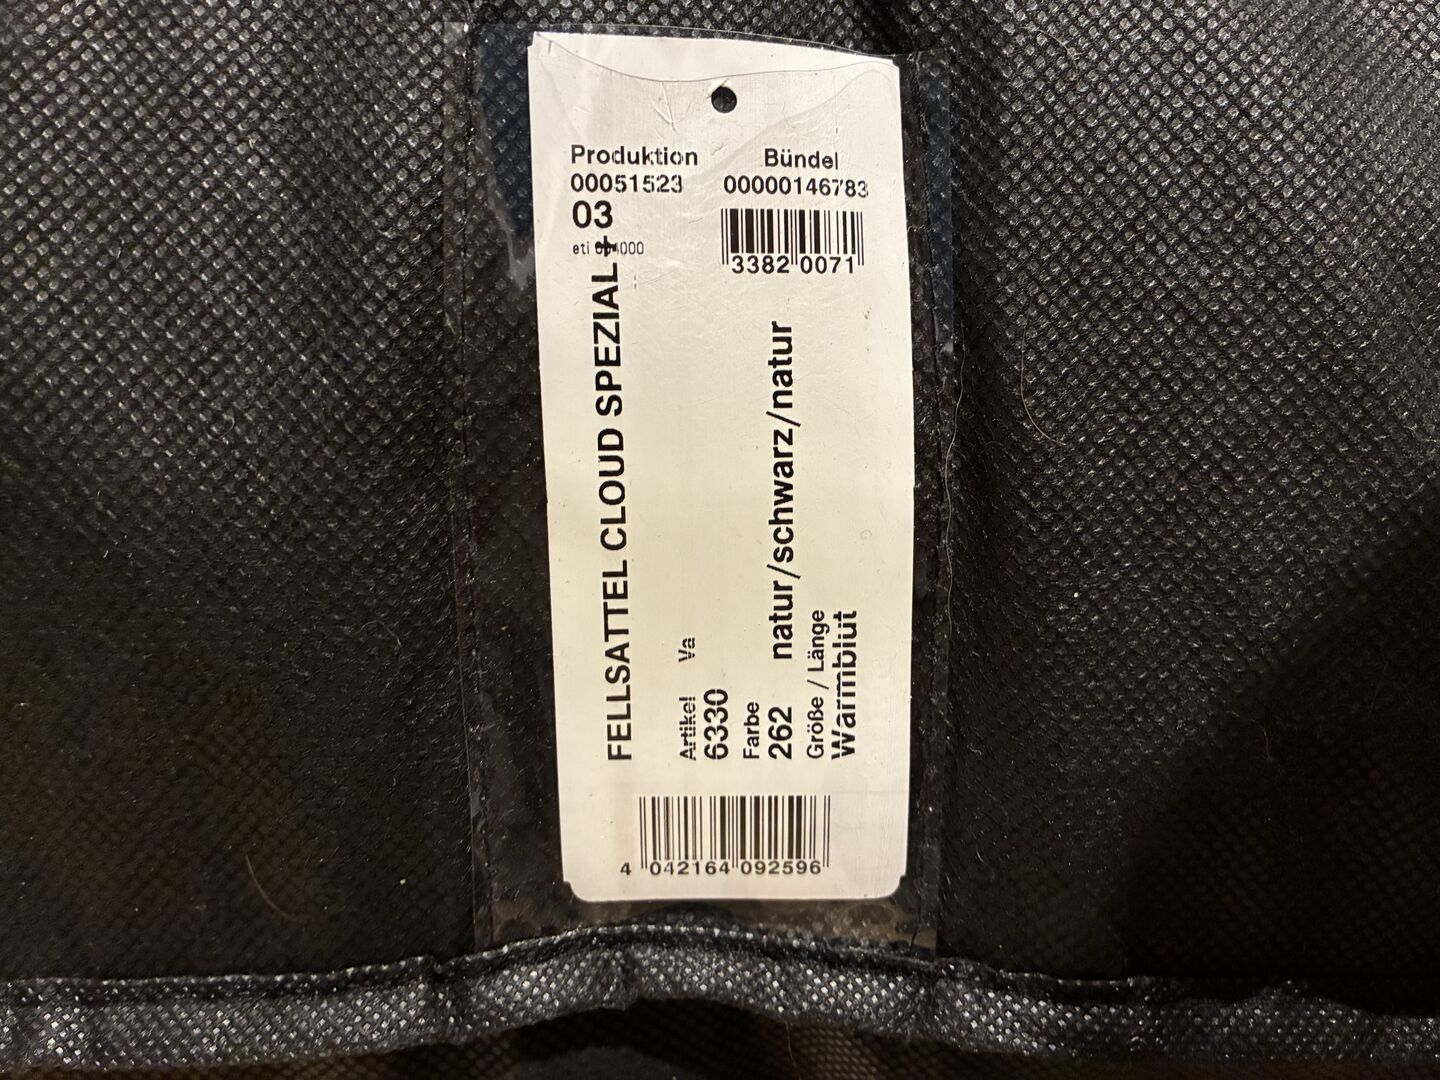 Produktion
00051523
03
Bündel
00000146783
3382 0071
FELLSATTEL CLOUD SPEZIAL +
Artikel Va
6330
Farbe
262 natur/schwarz/natur
Größe / Länge
Warmblut
4 042164 092596